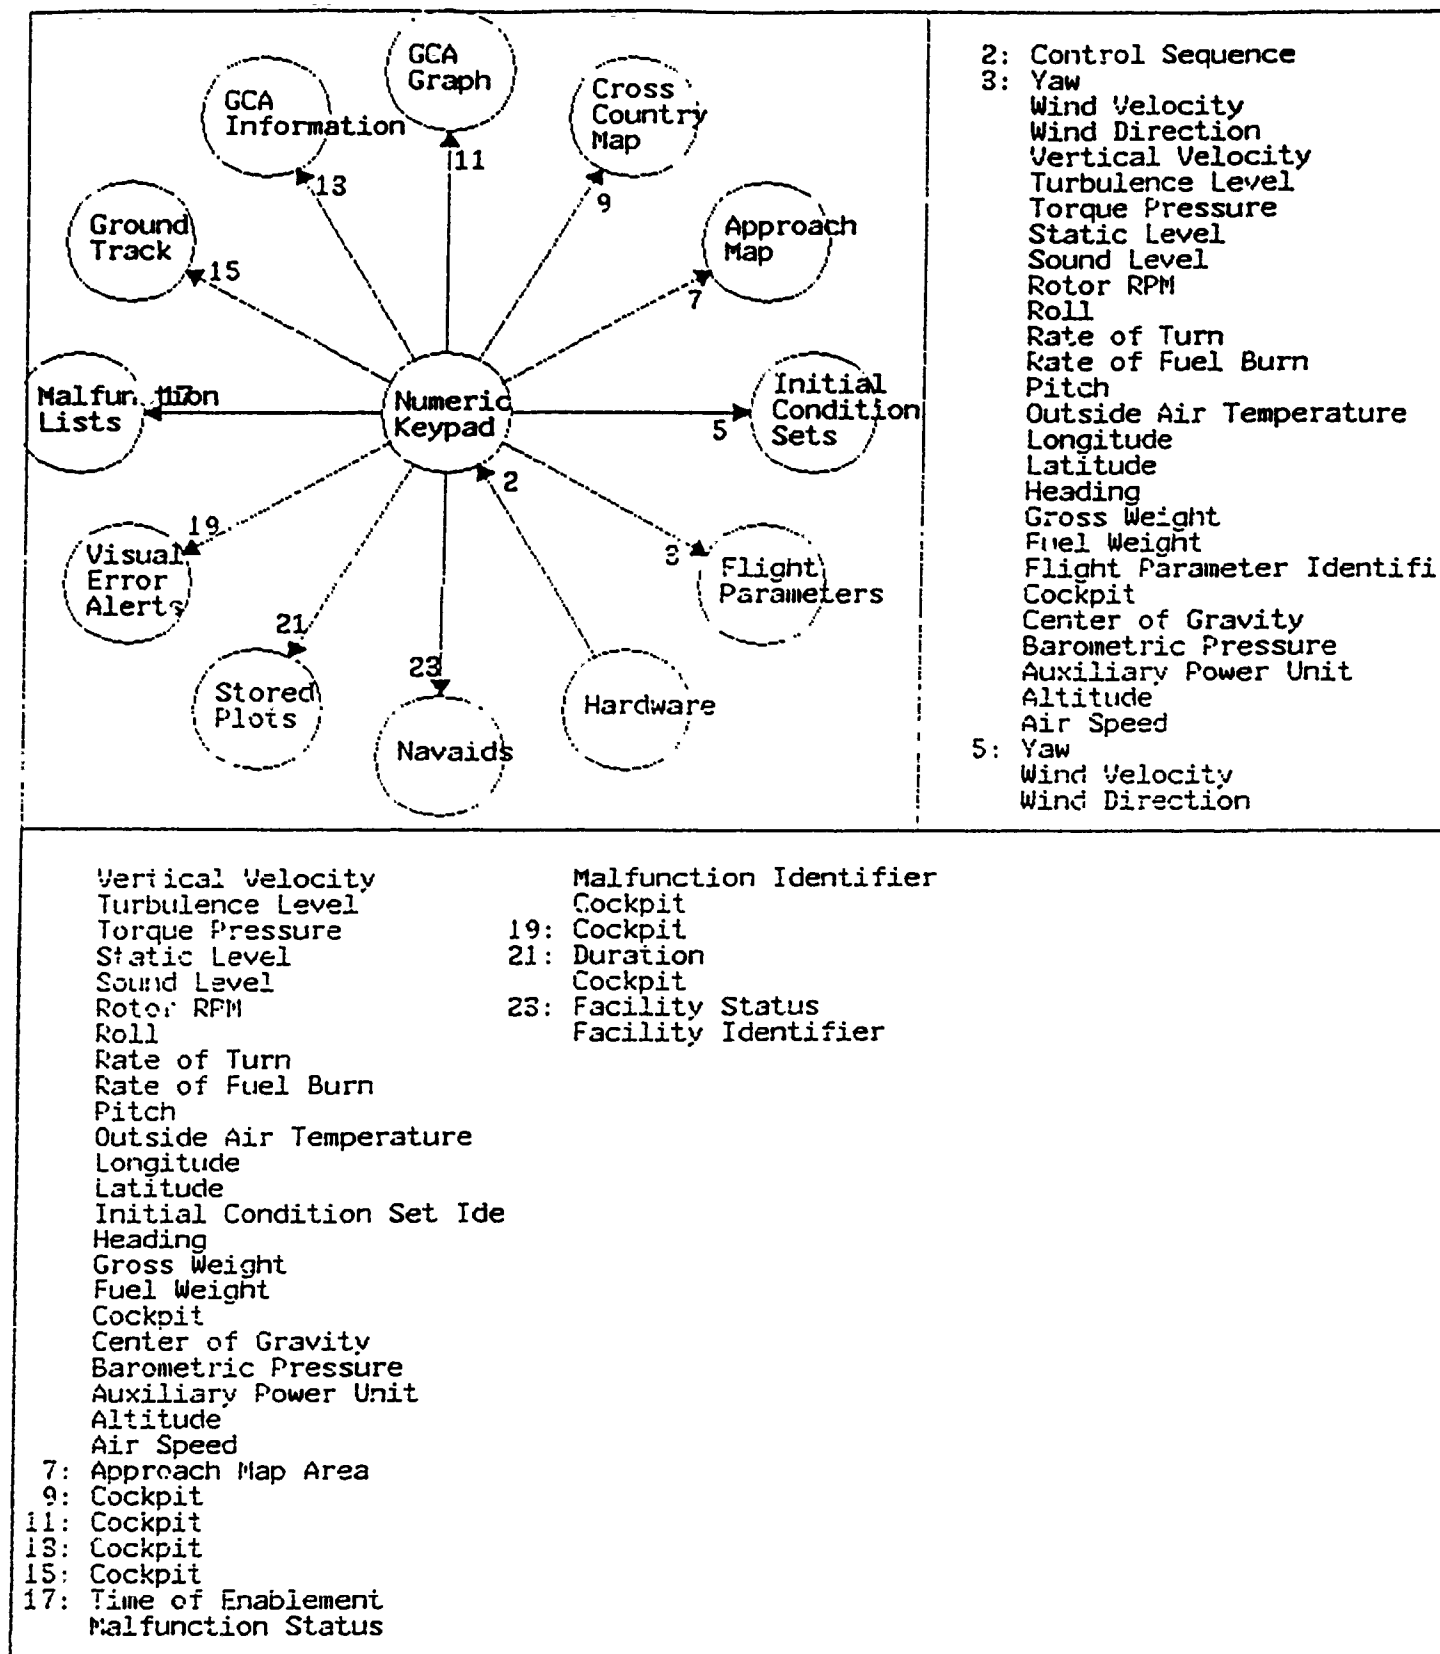 GCA
Graph
GCA
Information
Cross
Country
Map
11
13
9
Ground
Track
Approach
Map
15
7
Malfunction
Lists
17
Numeric
Keypad
Initial
Condition
Sets
5
2
19
Visual
Error
Alerts
3
Flight
Parameters
21
Stored
Plots
23
Navaids
Hardware
2: Control Sequence
3: Yaw
Wind Velocity
Wind Direction
Vertical Velocity
Turbulence Level
Torque Pressure
Static Level
Sound Level
Rotor RPM
Roll
Rate of Turn
Rate of Fuel Burn
Pitch
Outside Air Temperature
Longitude
Latitude
Heading
Gross Weight
Fuel Weight
Flight Parameter Identifi
Cockpit
Center of Gravity
Barometric Pressure
Auxiliary Power Unit
Altitude
Air Speed
5: Yaw
Wind Velocity
Wind Direction
Vertical Velocity
Turbulence Level
Torque Pressure
Static Level
Sound Level
Rotor RPM
Roll
Rate of Turn
Rate of Fuel Burn
Pitch
Outside Air Temperature
Longitude
Latitude
Initial Condition Set Ide
Heading
Gross Weight
Fuel Weight
Cockpit
Center of Gravity
Barometric Pressure
Auxiliary Power Unit
Altitude
Air Speed
7: Approach Map Area
9: Cockpit
11: Cockpit
13: Cockpit
15: Cockpit
17: Time of Enablement
Malfunction Status
Malfunction Identifier
Cockpit
19: Cockpit
21: Duration
Cockpit
23: Facility Status
Facility Identifier